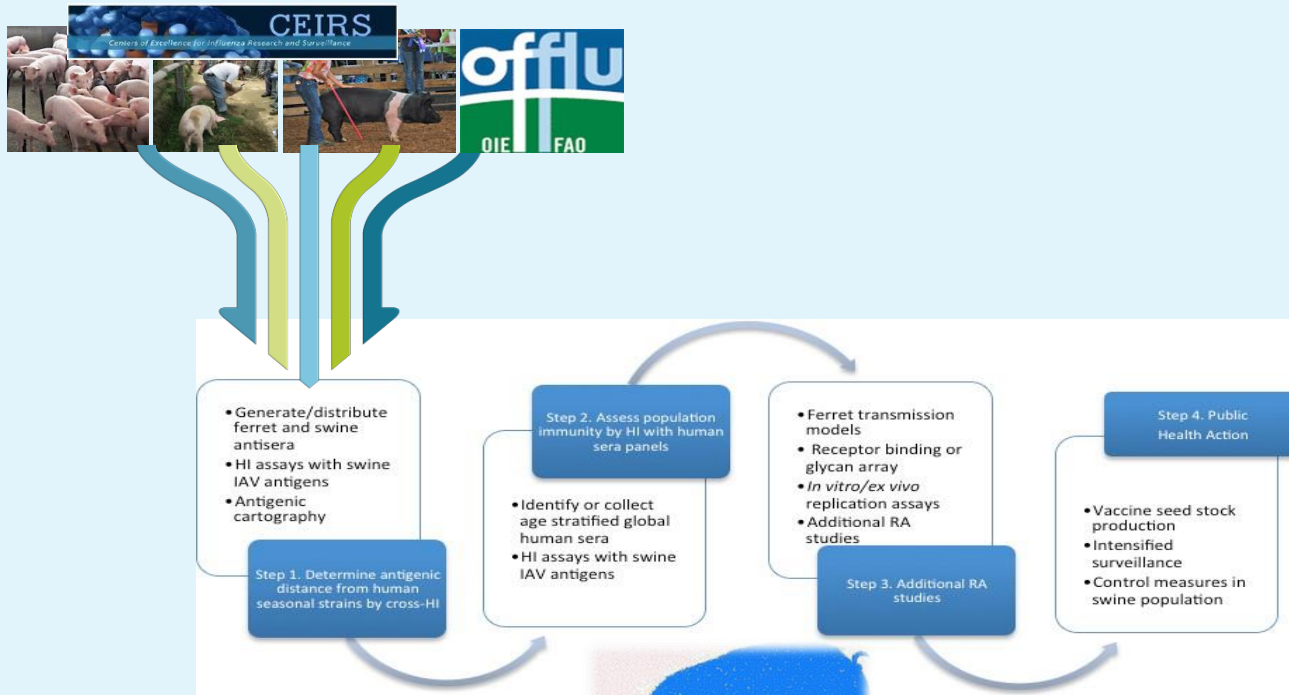 CEIRS
Centers of Excellence for Influenza Research and Surveillance
offlu
OIE FAO
•Generate/distribute
ferret and swine
antisera
•HI assays with swine
IAV antigens
•Antigenic
cartography
Step 1. Determine antigenic
distance from human
seasonal strains by cross-HI
Step 2. Assess population
immunity by HI with human
sera panels
•Identify or collect
age stratified global
human sera
•HI assays with swine
IAV antigens
•Ferret transmission
models
• Receptor binding or
glycan array
•In vitro/ex vivo
replication assays
•Additional RA
studies
Step 3. Additional RA
studies
Step 4. Public
Health Action
•Vaccine seed stock
production
•Intensified
surveillance
•Control measures in
swine population